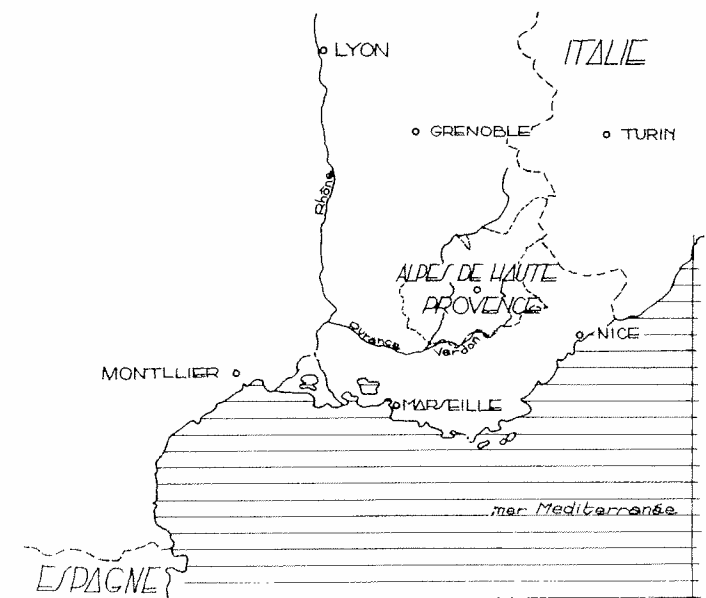 LYON
ITALIE
GRENOBLE
TURIN
Rhône
ALPES DE HAUTE
PROVENCE
Durance
Verdon
NICE
MONTLLIER
MARSEILLE
mer Mediterranée
ESPAGNE